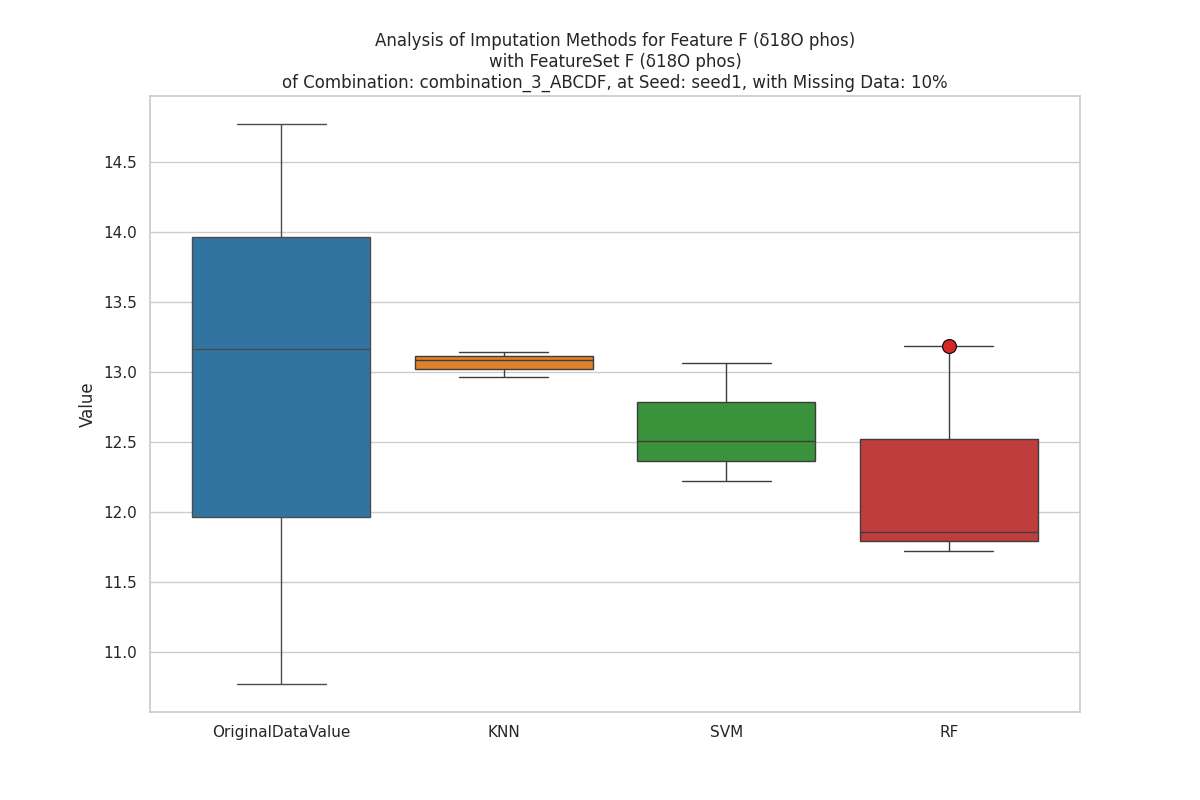 Analysis of Imputation Methods for Feature F (δ18O phos)
with FeatureSet F (δ18O phos)
of Combination: combination_3_ABCDF, at Seed: seed1, with Missing Data: 10%
Value
14.5
14.0
13.5
13.0
12.5
12.0
11.5
11.0
OriginalDataValue
KNN
SVM
RF